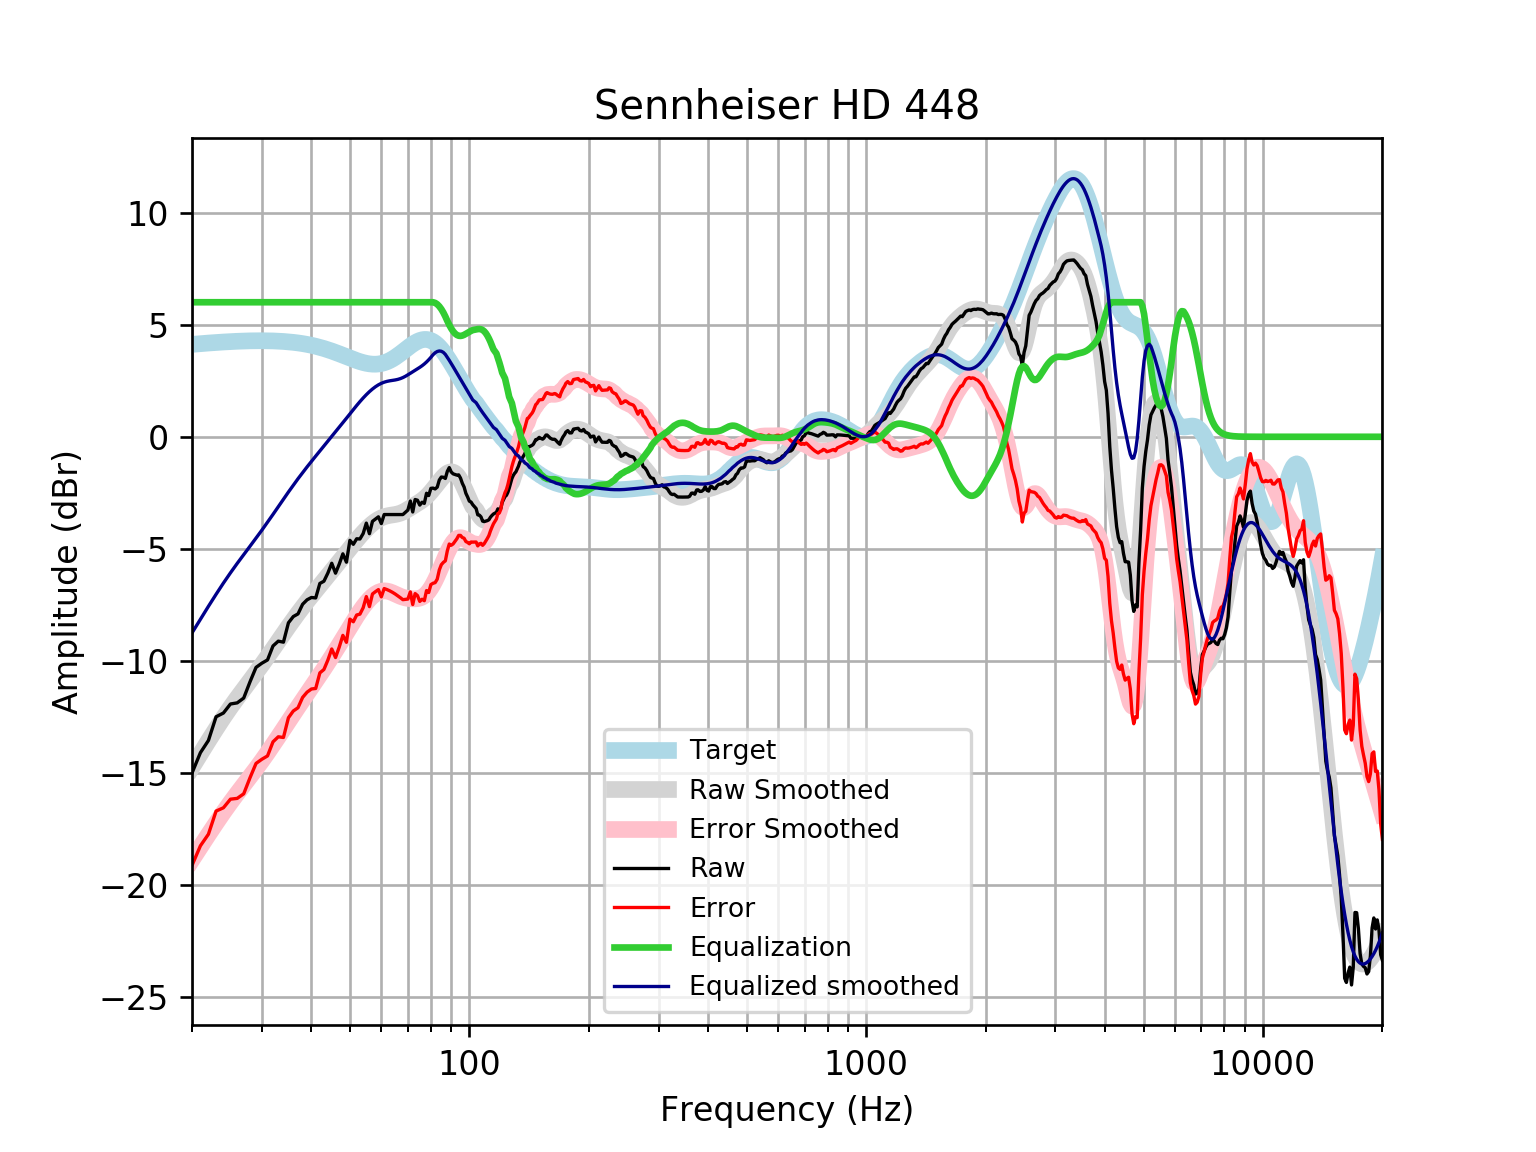 Sennheiser HD 448
10
5
0
−5
−10
−15
−20
−25
Amplitude (dBr)
Target
Raw Smoothed
Error Smoothed
Raw
Error
Equalization
Equalized smoothed
100
1000
10000
Frequency (Hz)